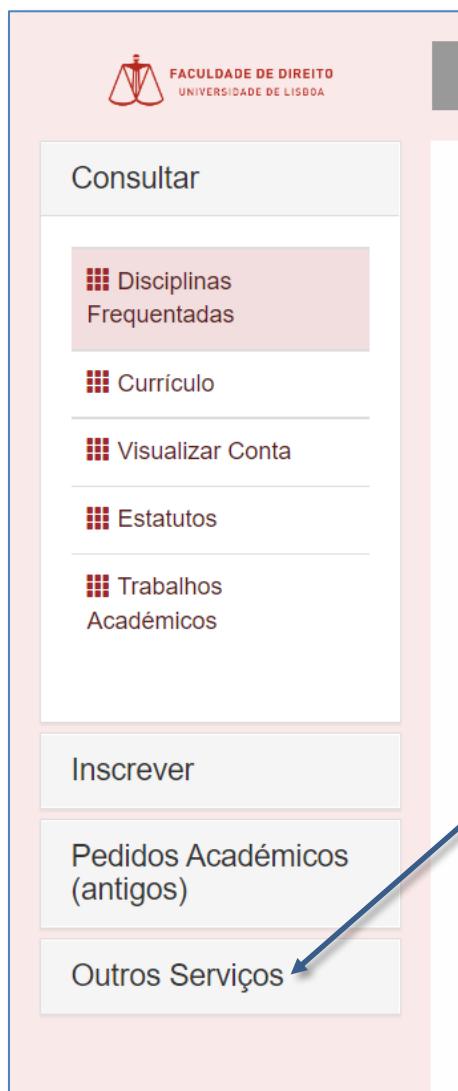 FACULDADE DE DIREITO
UNIVERSIDADE DE LISBOA
Consultar
Disciplinas
Frequentadas
Currículo
Visualizar Conta
Estatutos
Trabalhos
Académicos
Inscrever
Pedidos Académicos
(antigos)
Outros Serviços